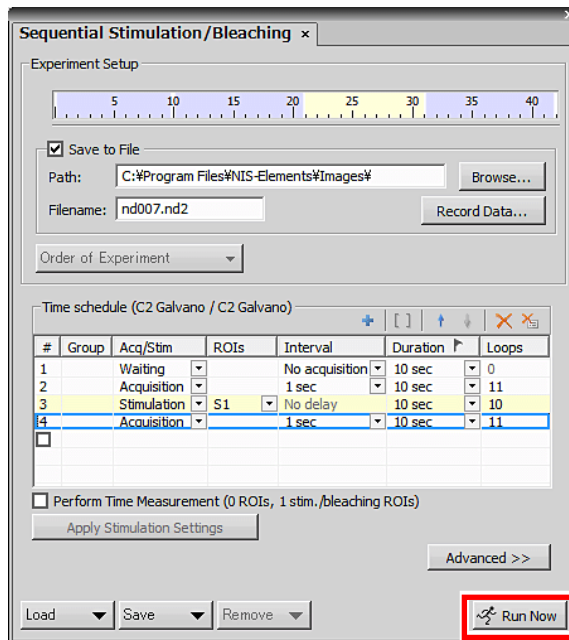 Sequential Stimulation/Bleaching ×
Experiment Setup
5 10 15 20 25 30 35 40
Save to File
Path: C:¥Program Files¥NIS-Elements¥Images¥ Browse...
Filename: nd007.nd2 Record Data...
Order of Experiment
Time schedule (C2 Galvano / C2 Galvano)
# Group Acq/Stim ROIs Interval Duration Loops
1 Waiting No acquisition 10 sec 0
2 Acquisition 1 sec 10 sec 11
3 Stimulation S1 No delay 10 sec 10
4 Acquisition 1 sec 10 sec 11
Perform Time Measurement (0 ROIs, 1 stim./bleaching ROIs)
Apply Stimulation Settings
Advanced >>
Load Save Remove Run Now